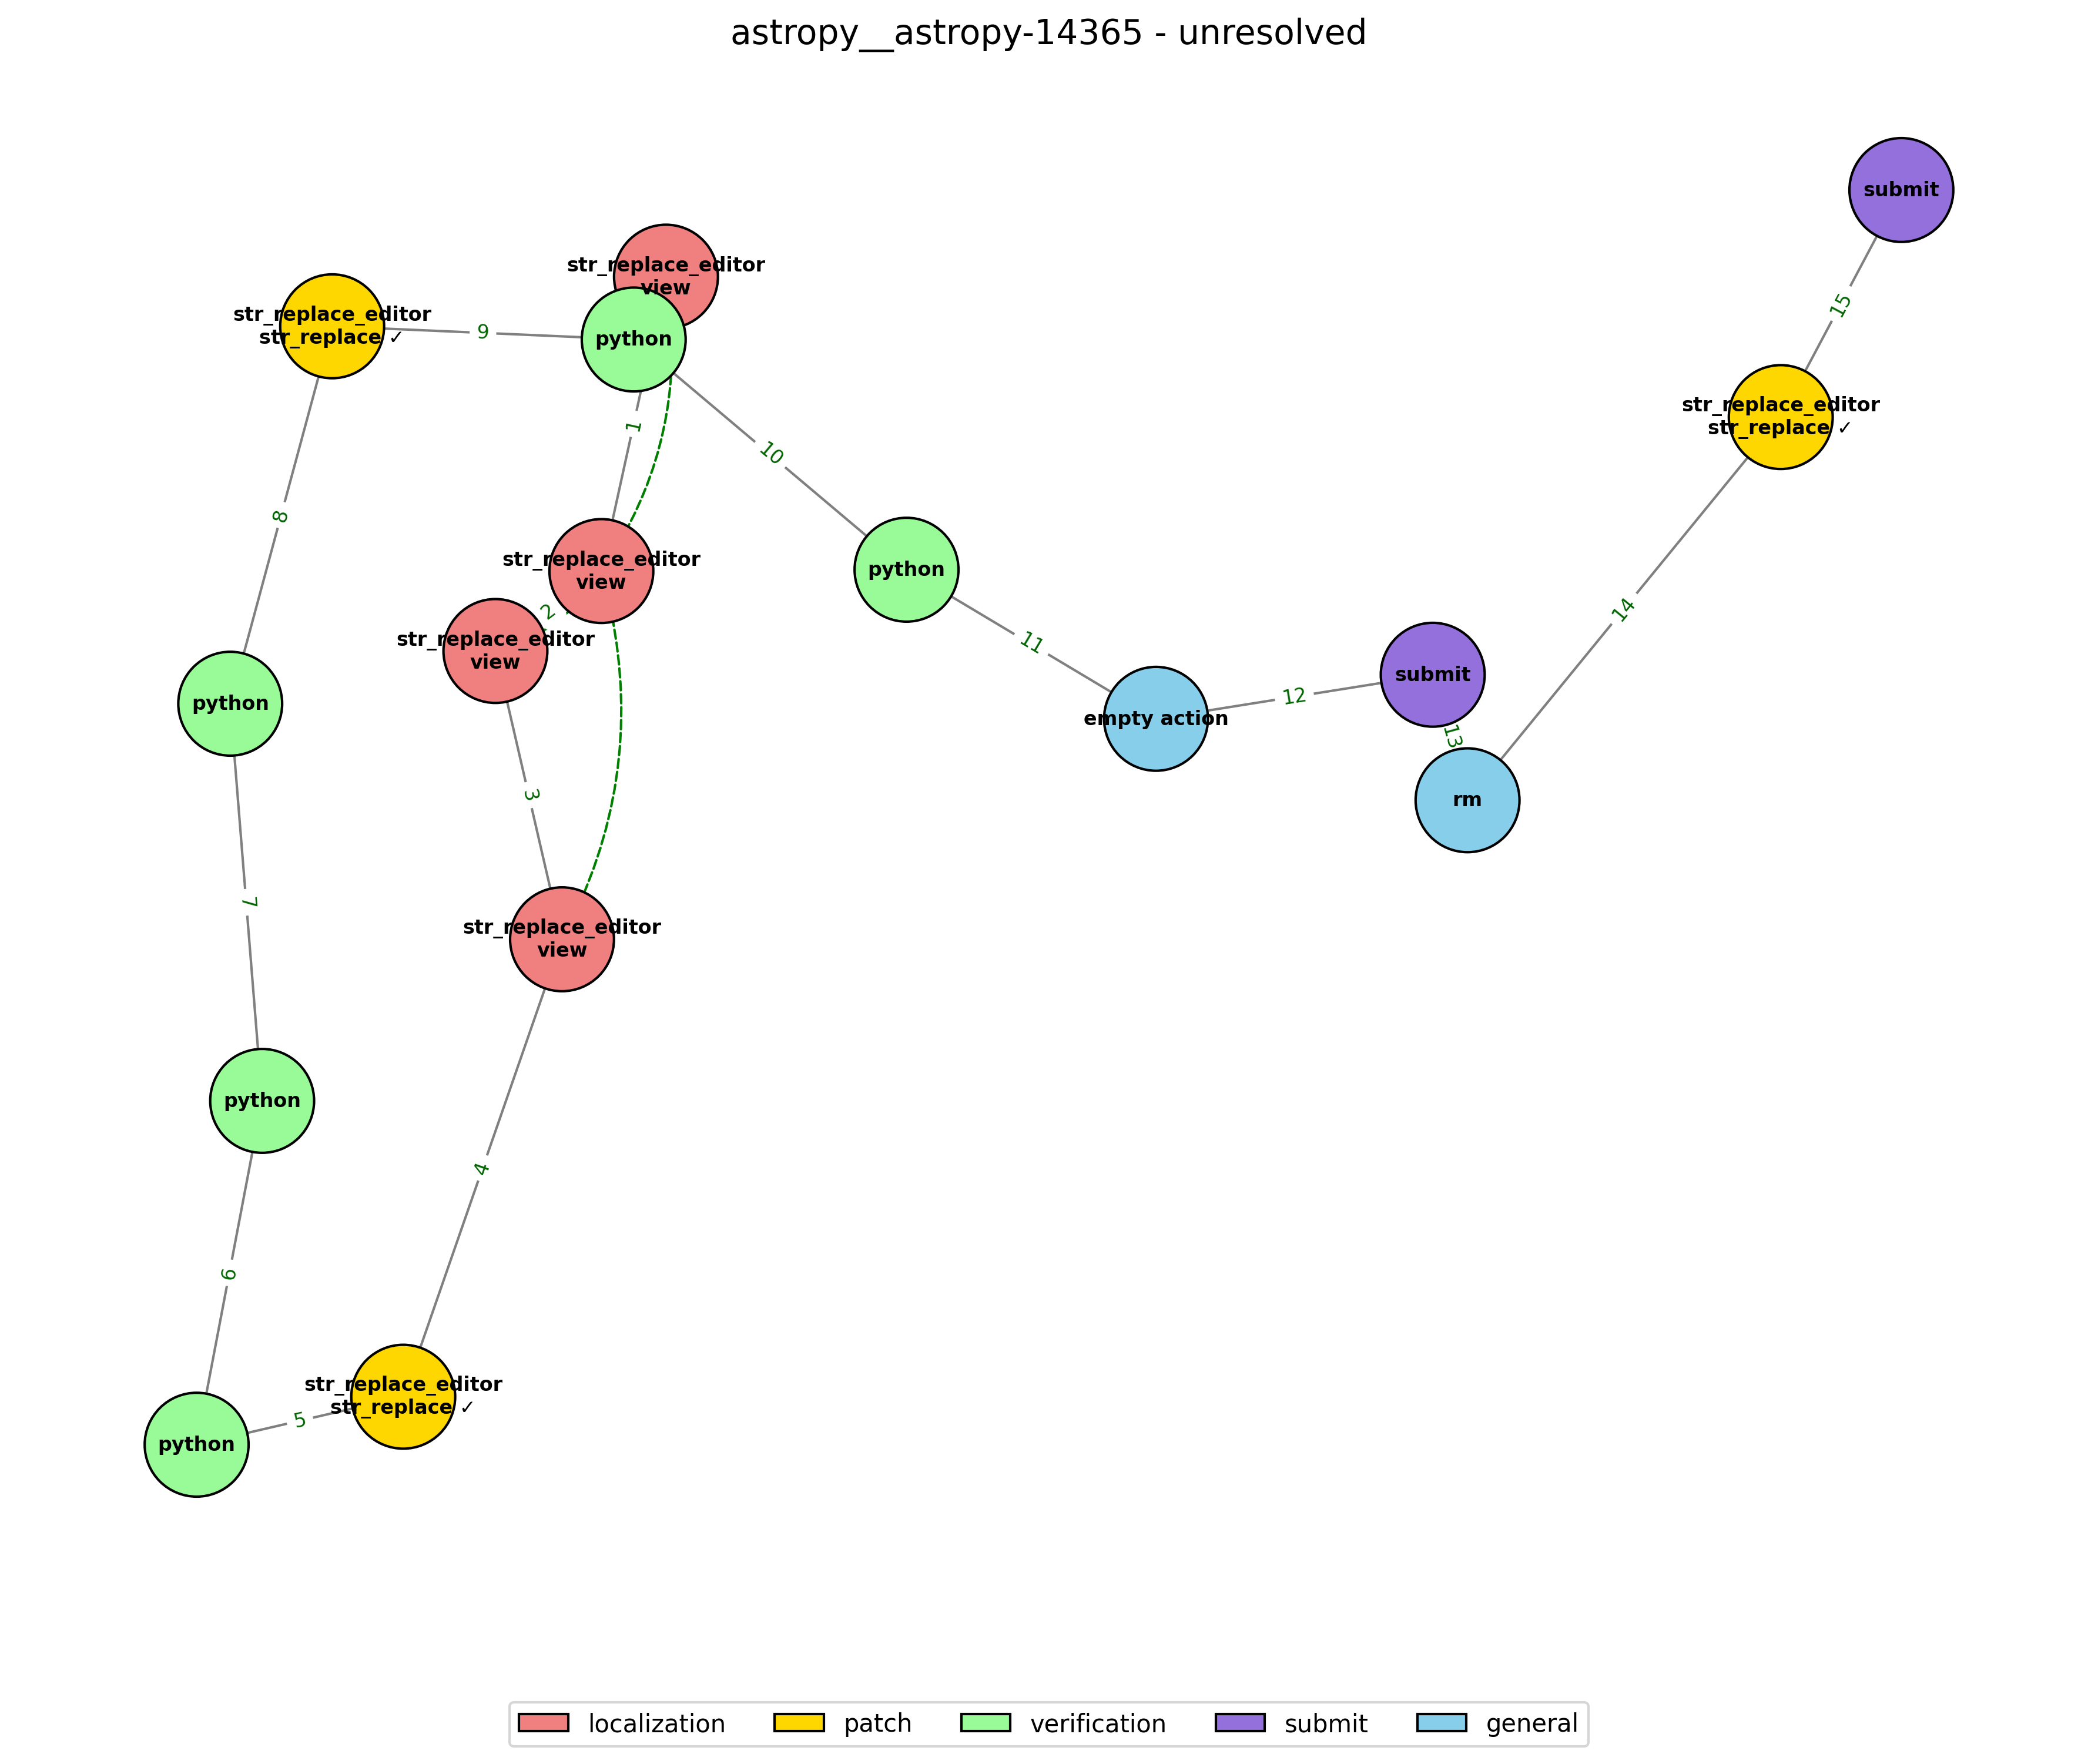 astropy__astropy-14365 - unresolved
submit
15
str_replace_editor
view
str_replace_editor
str_replace ✓
9
python
str_replace_editor
str_replace ✓
1
10
8
str_replace_editor
view
python
14
2
str_replace_editor
view
11
submit
12
python
empty action
13
3
rm
7
str_replace_editor
view
python
4
6
str_replace_editor
str_replace ✓
5
python
localization
patch
verification
submit
general